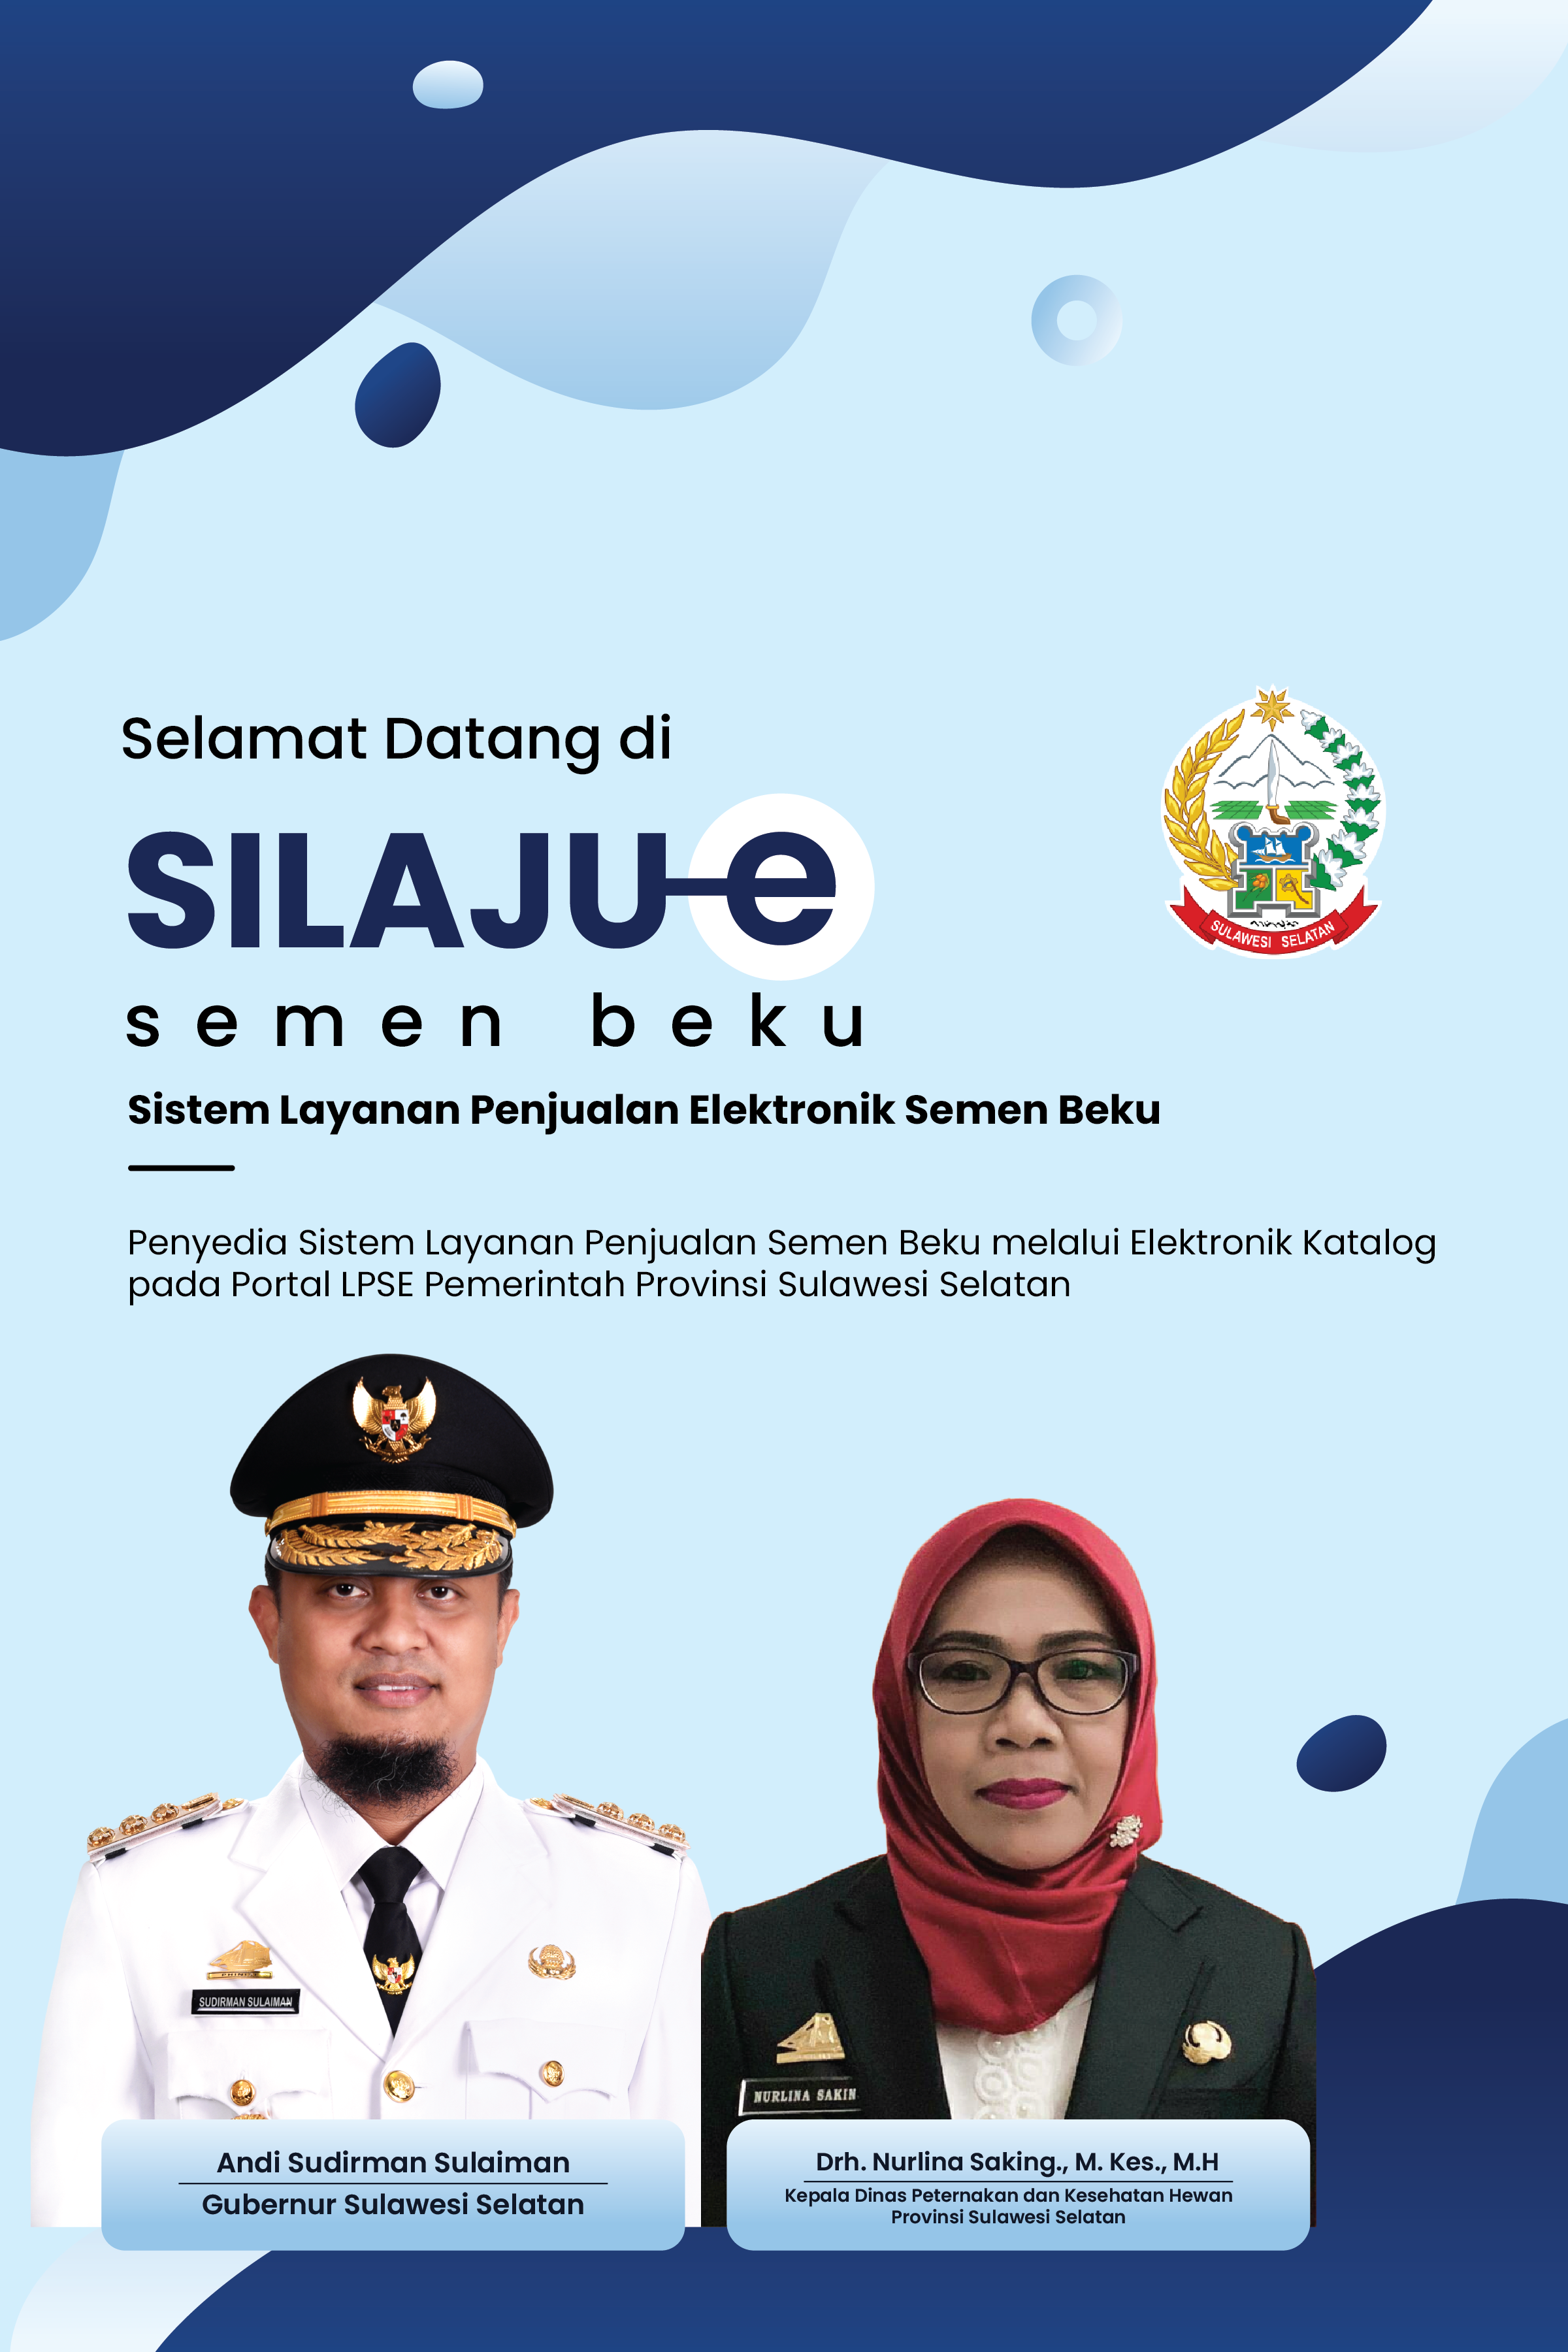 Selamat Datang di
SILAJU-e
semen beku
Sistem Layanan Penjualan Elektronik Semen Beku
Penyedia Sistem Layanan Penjualan Semen Beku melalui Elektronik Katalog
pada Portal LPSE Pemerintah Provinsi Sulawesi Selatan
SULAWESI SELATAN
SUDIRMAN SULAIMAN
NURLINA SAKIN
Andi Sudirman Sulaiman
Gubernur Sulawesi Selatan
Drh. Nurlina Saking., M. Kes., M.H
Kepala Dinas Peternakan dan Kesehatan Hewan
Provinsi Sulawesi Selatan